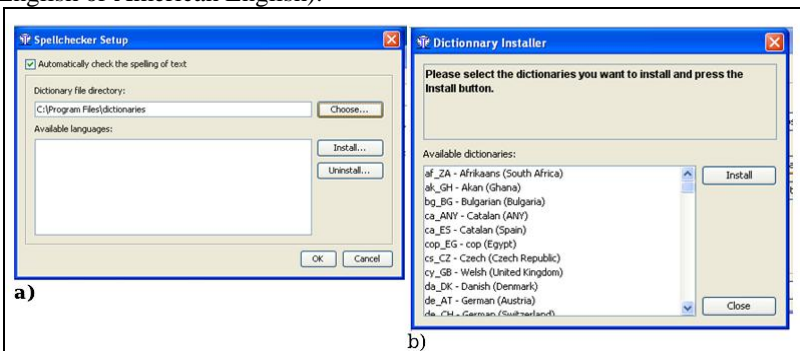 English or American English).
Spellchecker Setup
Automatically check the spelling of text
Dictionary file directory:
C:\Program Files\dictionaries
Choose...
Available languages:
Install...
Uninstall...
OK
Cancel
a)
Dictionnary Installer
Please select the dictionaries you want to install and press the
Install button.
Available dictionaries:
af_ZA - Afrikaans (South Africa)
Install
ak_GH - Akan (Ghana)
bg_BG - Bulgarian (Bulgaria)
ca_ANY - Catalan (ANY)
ca_ES - Catalan (Spain)
cop_EG - cop (Egypt)
cs_CZ - Czech (Czech Republic)
cy_GB - Welsh (United Kingdom)
da_DK - Danish (Denmark)
de_AT - German (Austria)
de_CH - German (Switzerland)
Close
b)